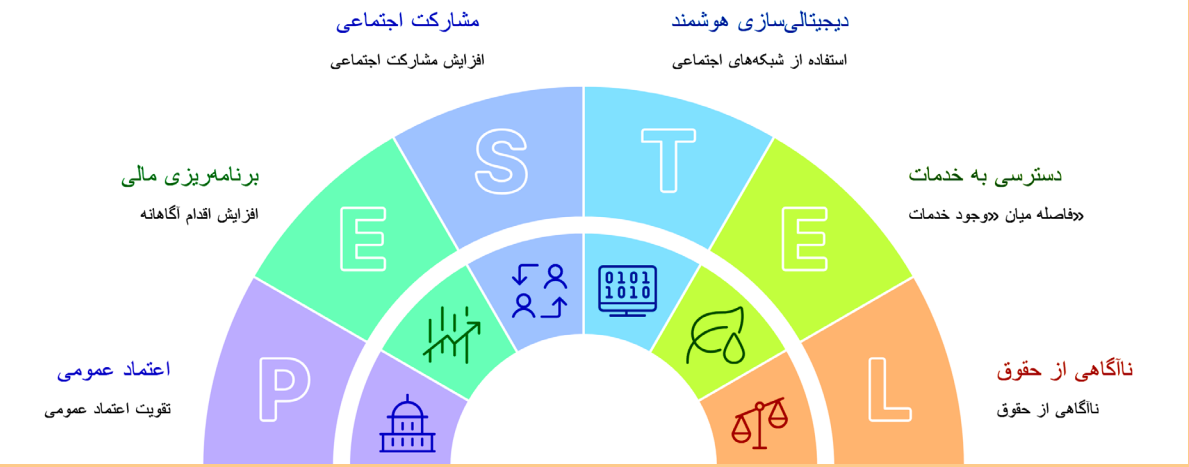 مشارکت اجتماعی
افزایش مشارکت اجتماعی
دیجیتالی‌سازی هوشمند
استفاده از شبکه‌های اجتماعی
برنامه‌ریزی مالی
افزایش اقدام آگاهانه
دسترسی به خدمات
«فاصله میان «وجود خدمات
اعتماد عمومی
تقویت اعتماد عمومی
ناآگاهی از حقوق
ناآگاهی از حقوق
P
E
S
T
E
L
0101
1010